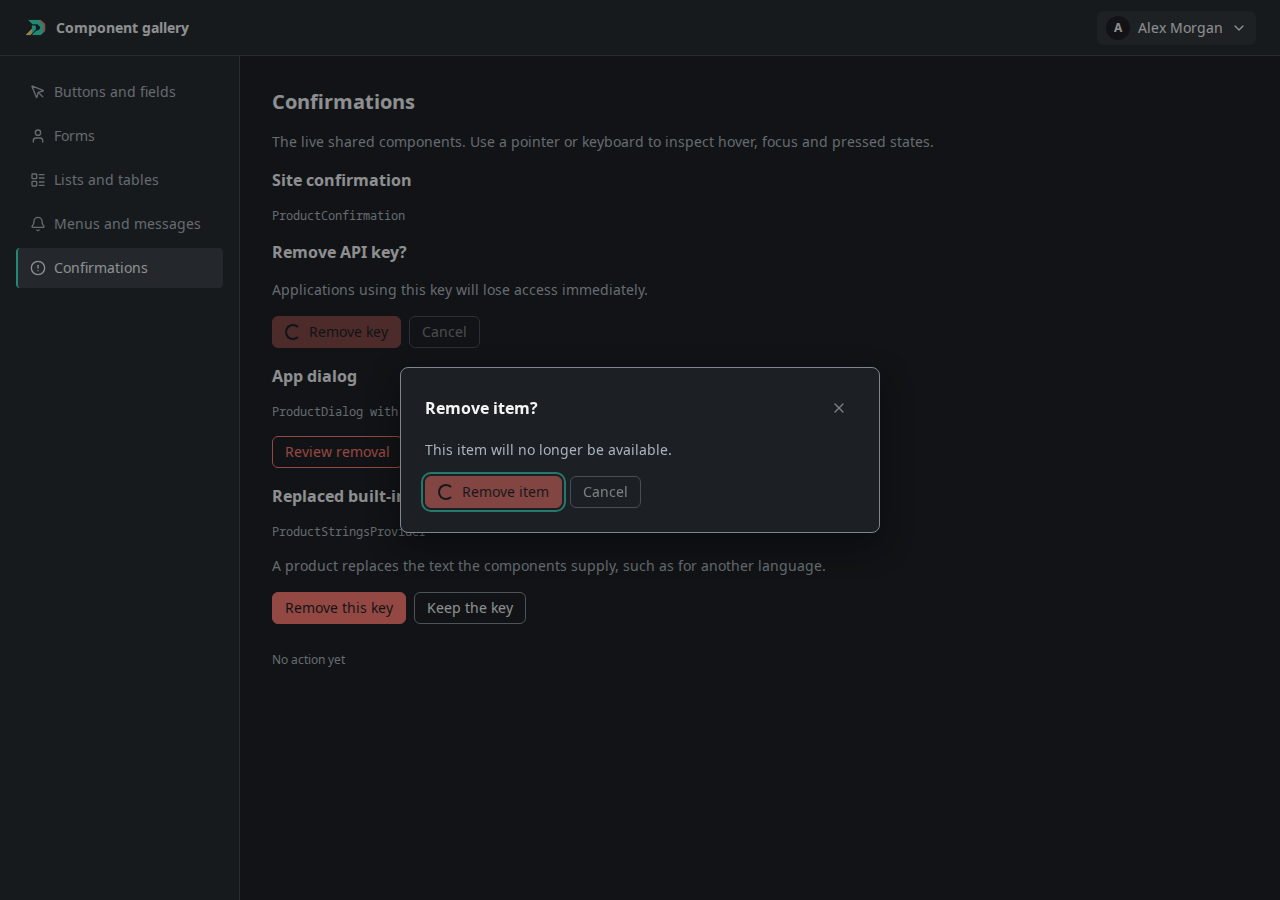 Component gallery
A Alex Morgan
Buttons and fields
Forms
Lists and tables
Menus and messages
Confirmations
Confirmations
The live shared components. Use a pointer or keyboard to inspect hover, focus and pressed states.
Site confirmation
ProductConfirmation
Remove API key?
Applications using this key will lose access immediately.
Remove key Cancel
App dialog
ProductDialog with
Review removal
Remove item?
This item will no longer be available.
Remove item Cancel
Replaced built-in
ProductStringsProvider
A product replaces the text the components supply, such as for another language.
Remove this key Keep the key
No action yet